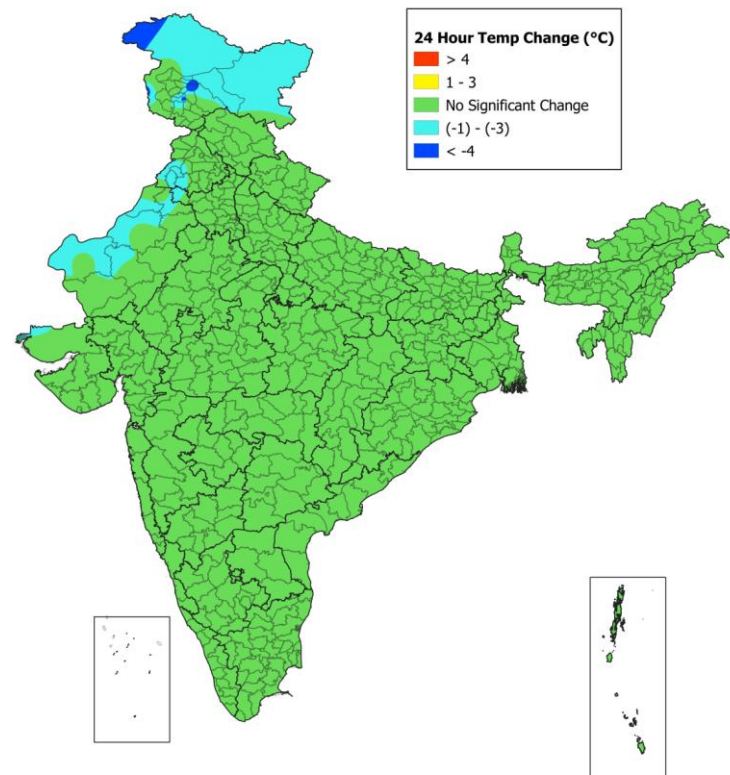 24 Hour Temp Change (°C)
> 4
1 - 3
No Significant Change
(-1) - (-3)
< -4